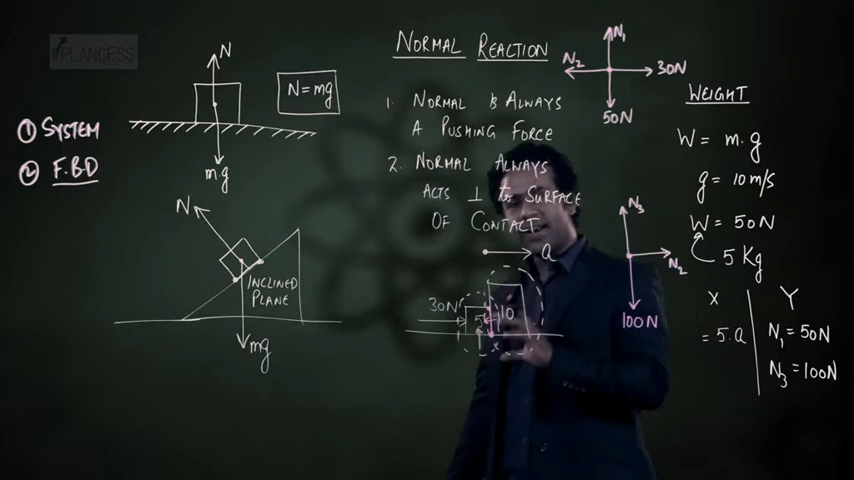 PLANCESS
N
N=mg
m.g
① SYSTEM
② F.B.D
N
INCLINED
PLANE
mg
NORMAL REACTION
1. NORMAL is ALWAYS
A PUSHING FORCE
2. NORMAL ALWAYS
ACTS ⊥ to SURFACE
OF CONTACT
a
30N
5
10
N₁
N₂
30N
50N
N₃
N₂
100N
WEIGHT
W = m.g
g = 10 m/s
W = 50N
5 Kg
X
Y
= 5.a
N₁ = 50N
N₃ = 100N